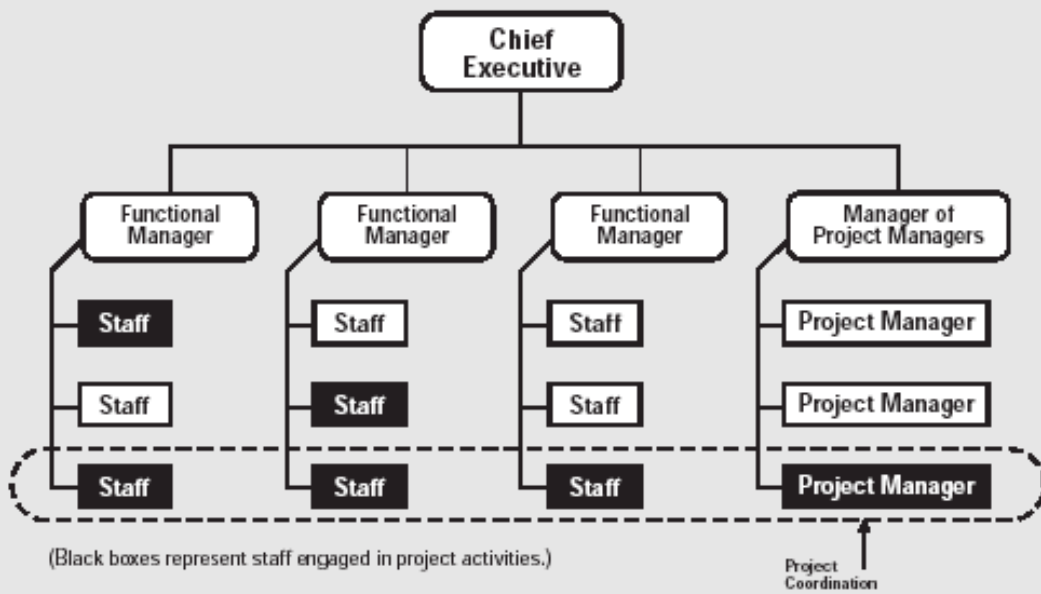 Chief
Executive
Functional
Manager
Functional
Manager
Functional
Manager
Manager of
Project Managers
Staff
Staff
Staff
Project Manager
Staff
Staff
Staff
Project Manager
Staff
Staff
Staff
Project Manager
(Black boxes represent staff engaged in project activities.)
Project
Coordination